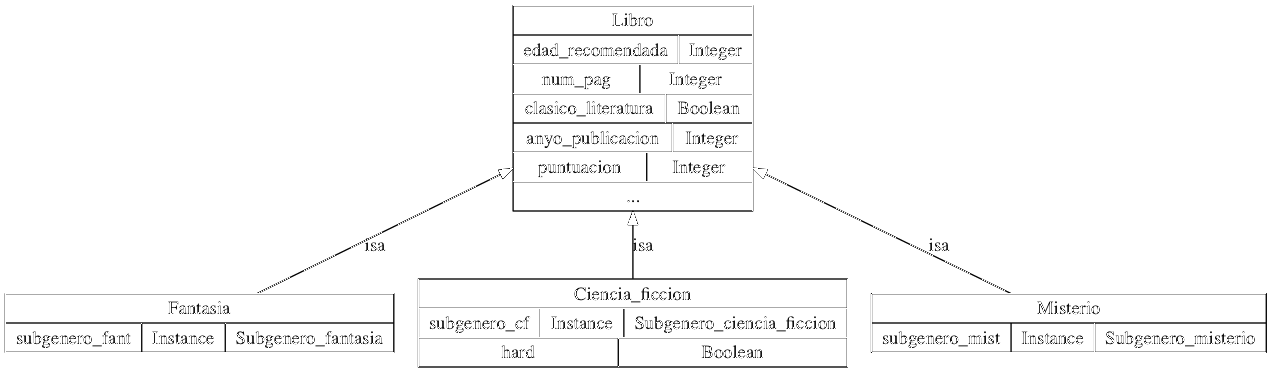 Libro
edad_recomendada Integer
num_pag Integer
clasico_literatura Boolean
anyo_publicacion Integer
puntuacion Integer
...
isa isa isa
Fantasia
subgenero_fant Instance Subgenero_fantasia
Ciencia_ficcion
subgenero_cf Instance Subgenero_ciencia_ficcion
hard Boolean
Misterio
subgenero_mist Instance Subgenero_misterio